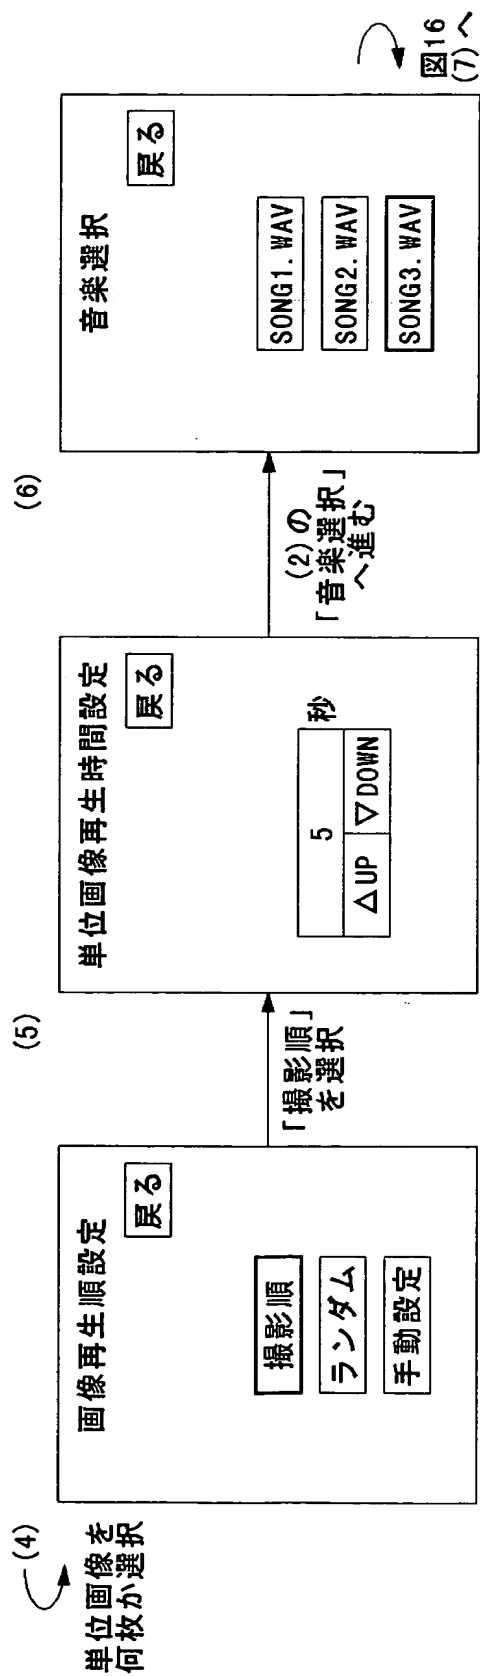 (4)
単位画像を
何枚か選択
画像再生順設定
戻る
撮影順
ランダム
手動設定
「撮影順」
を選択
(5)
単位画像再生時間設定
戻る
5
秒
△UP
▽DOWN
(2)の
「音楽選択」
へ進む
(6)
音楽選択
戻る
SONG1.WAV
SONG2.WAV
SONG3.WAV
図16
(7)へ